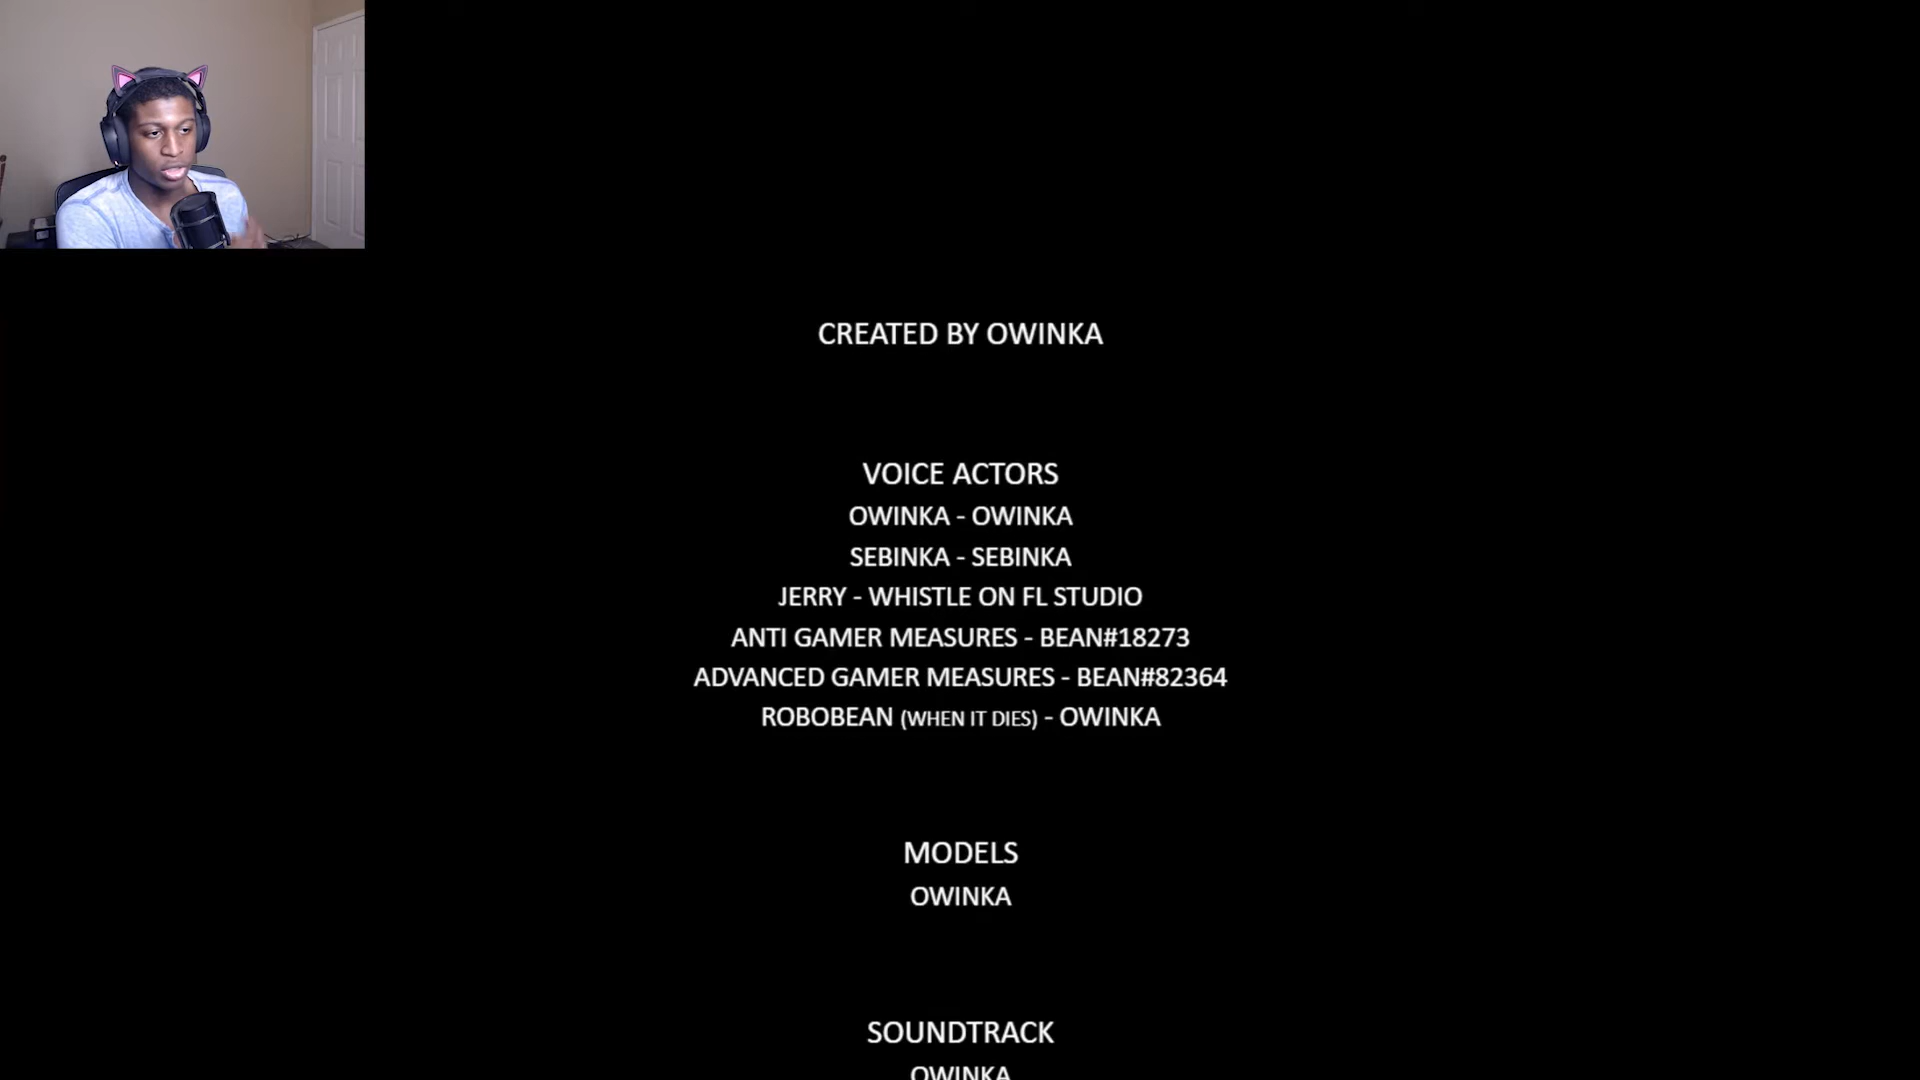 CREATED BY OWINKA
VOICE ACTORS
OWINKA - OWINKA
SEBINKA - SEBINKA
JERRY - WHISTLE ON FL STUDIO
ANTI GAMER MEASURES - BEAN#18273
ADVANCED GAMER MEASURES - BEAN#82364
ROBOBEAN (WHEN IT DIES) - OWINKA
MODELS
OWINKA
SOUNDTRACK
OWINKA